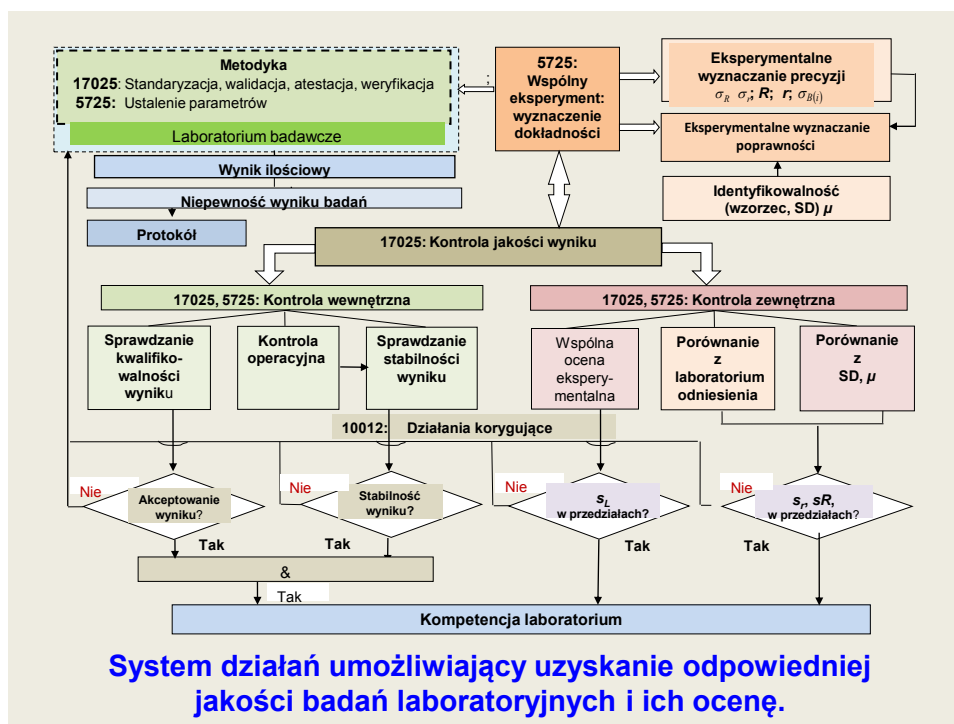 Metodyka
17025: Standaryzacja, walidacja, atestacja, weryfikacja
5725: Ustalenie parametrów
Laboratorium badawcze
Wynik ilościowy
Niepewność wyniku badań
Protokół
;
5725:
Wspólny
eksperyment:
wyznaczenie
dokładności
Eksperymentalne
wyznaczanie precyzji
σR σr; R; r; σB(i)
Eksperymentalne wyznaczanie
poprawności
Identyfikowalność
(wzorzec, SD) μ
17025: Kontrola jakości wyniku
17025, 5725: Kontrola wewnętrzna
17025, 5725: Kontrola zewnętrzna
Sprawdzanie
kwalifiko-
walności
wyniku
Kontrola
operacyjna
Sprawdzanie
stabilności
wyniku
Wspólna
ocena
ekspery-
mentalna
Porównanie
z
laboratorium
odniesienia
Porównanie
z
SD, μ
10012: Działania korygujące
Nie
Akceptowanie
wyniku?
Nie
Stabilność
wyniku?
Nie
sL
w przedziałach?
Nie
sr, sR,
w przedziałach?
Tak
Tak
Tak
Tak
&
Tak
Kompetencja laboratorium
System działań umożliwiający uzyskanie odpowiedniej
jakości badań laboratoryjnych i ich ocenę.